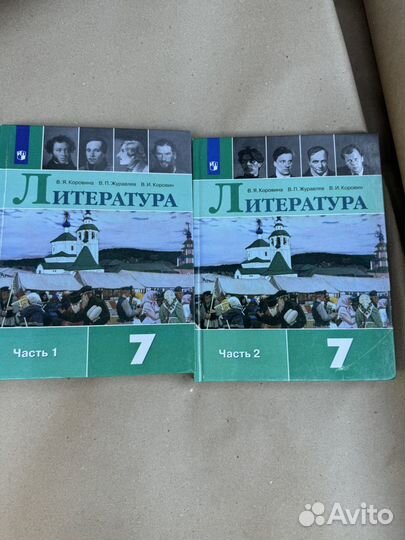 В. Я. Коровина В. П. Журавлев В. И. Коровин
ЛИТЕРАТУРА
Часть 1
7
В. Я. Коровина В. П. Журавлев В. И. Коровин
ЛИТЕРАТУРА
Часть 2
7
Avito